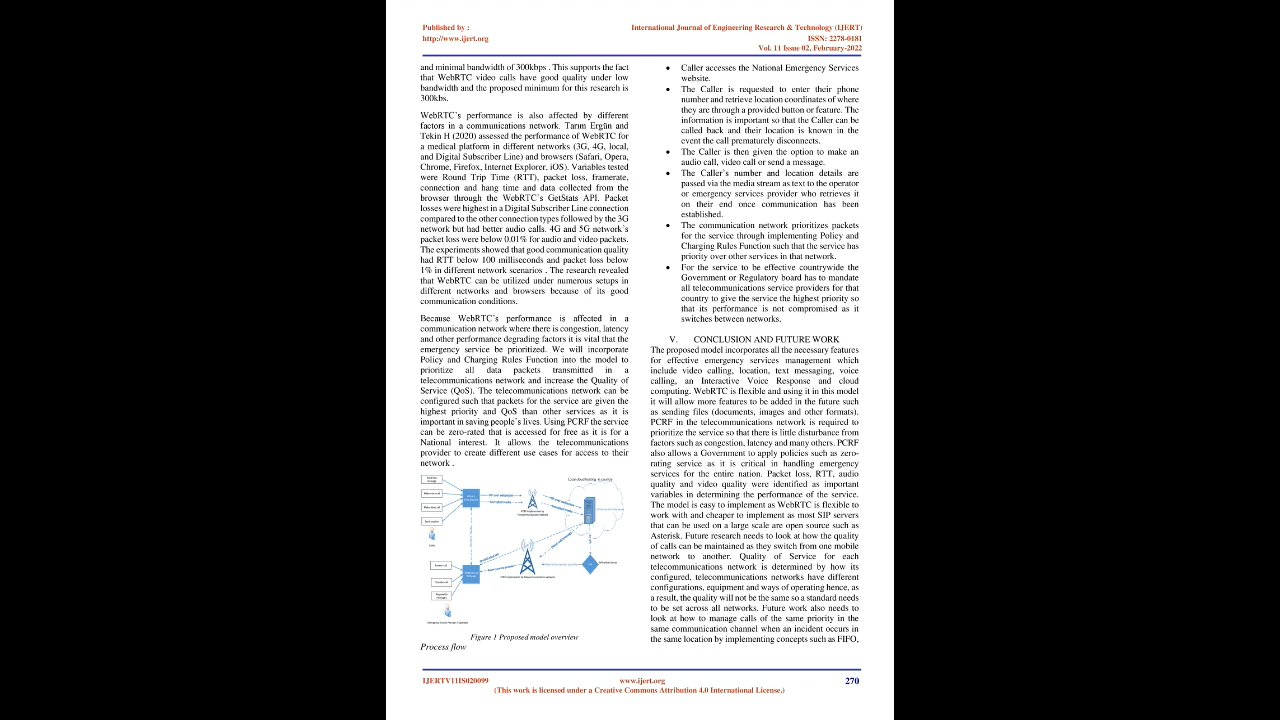 Published by :
http://www.ijert.org
International Journal of Engineering Research & Technology (IJERT)
ISSN: 2278-0181
Vol. 11 Issue 02, February-2022
and minimal bandwidth of 300kbps . This supports the fact
that WebRTC video calls have good quality under low
bandwidth and the proposed minimum for this research is
300kbs.
WebRTC's performance is also affected by different
factors in a communications network. Tarım Ergün and
Tekin H (2020) assessed the performance of WebRTC for
a medical platform in different networks (3G, 4G, local,
and Digital Subscriber Line) and browsers (Safari, Opera,
Chrome, Firefox, Internet Explorer, iOS). Variables tested
were Round Trip Time (RTT), packet loss, framerate,
connection and hang time and data collected from the
browser through the WebRTC's GetStats API. Packet
losses were highest in a Digital Subscriber Line connection
compared to the other connection types followed by the 3G
network but had better audio calls. 4G and 5G network's
packet loss were below 0.01% for audio and video packets.
The experiments showed that good communication quality
had RTT below 100 milliseconds and packet loss below
1% in different network scenarios . The research revealed
that WebRTC can be utilized under numerous setups in
different networks and browsers because of its good
communication conditions.
Because WebRTC's performance is affected in a
communication network where there is congestion, latency
and other performance degrading factors it is vital that the
emergency service be prioritized. We will incorporate
Policy and Charging Rules Function into the model to
prioritize all data packets transmitted in a
telecommunications network and increase the Quality of
Service (QoS). The telecommunications network can be
configured such that packets for the service are given the
highest priority and QoS than other services as it is
important in saving people's lives. Using PCRF the service
can be zero-rated that is accessed for free as it is for a
National interest. It allows the telecommunications
provider to create different use cases for access to their
network .
Local cloud hosting in country
Figure 1 Proposed model overview
Process flow
• Caller accesses the National Emergency Services
website.
• The Caller is requested to enter their phone
number and retrieve location coordinates of where
they are through a provided button or feature. The
information is important so that the Caller can be
called back and their location is known in the
event the call prematurely disconnects.
• The Caller is then given the option to make an
audio call, video call or send a message.
• The Caller's number and location details are
passed via the media stream as text to the operator
or emergency services provider who retrieves it
on their end once communication has been
established.
• The communication network prioritizes packets
for the service through implementing Policy and
Charging Rules Function such that the service has
priority over other services in that network.
• For the service to be effective countrywide the
Government or Regulatory board has to mandate
all telecommunications service providers for that
country to give the service the highest priority so
that its performance is not compromised as it
switches between networks.
V. CONCLUSION AND FUTURE WORK
The proposed model incorporates all the necessary features
for effective emergency services management which
include video calling, location, text messaging, voice
calling, an Interactive Voice Response and cloud
computing. WebRTC is flexible and using it in this model
it will allow more features to be added in the future such
as sending files (documents, images and other formats).
PCRF in the telecommunications network is required to
prioritize the service so that there is little disturbance from
factors such as congestion, latency and many others. PCRF
also allows a Government to apply policies such as zero-
rating service as it is critical in handling emergency
services for the entire nation. Packet loss, RTT, audio
quality and video quality were identified as important
variables in determining the performance of the service.
The model is easy to implement as WebRTC is flexible to
work with and cheaper to implement as most SIP servers
that can be used on a large scale are open source such as
Asterisk. Future research needs to look at how the quality
of calls can be maintained as they switch from one mobile
network to another. Quality of Service for each
telecommunications network is determined by how its
configured, telecommunications networks have different
configurations, equipment and ways of operating hence, as
a result, the quality will not be the same so a standard needs
to be set across all networks. Future work also needs to
look at how to manage calls of the same priority in the
same communication channel when an incident occurs in
the same location by implementing concepts such as FIFO,
IJERTV11IS020099
www.ijert.org
270
(This work is licensed under a Creative Commons Attribution 4.0 International License.)